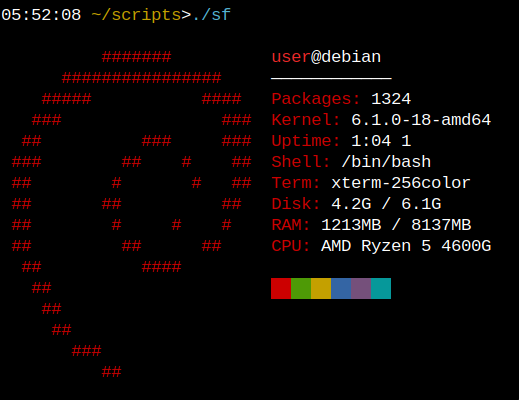 05:52:08 ~/scripts>./sf
          #######          user@debian
      ################     ────────────
    #####           ####   Packages: 1324
   ###                ###  Kernel: 6.1.0-18-amd64
  ##          ###     ###  Uptime: 1:04 1
 ###        ##    #    ##  Shell: /bin/bash
 ##        #       #   ##  Term: xterm-256color
 ##       ##          ##   Disk: 4.2G / 6.1G
 ##        #     #    #    RAM: 1213MB / 8137MB
 ##         ##      ##     CPU: AMD Ryzen 5 4600G
  ##          ####
   ##
    ##
     ##
       ###
          ##